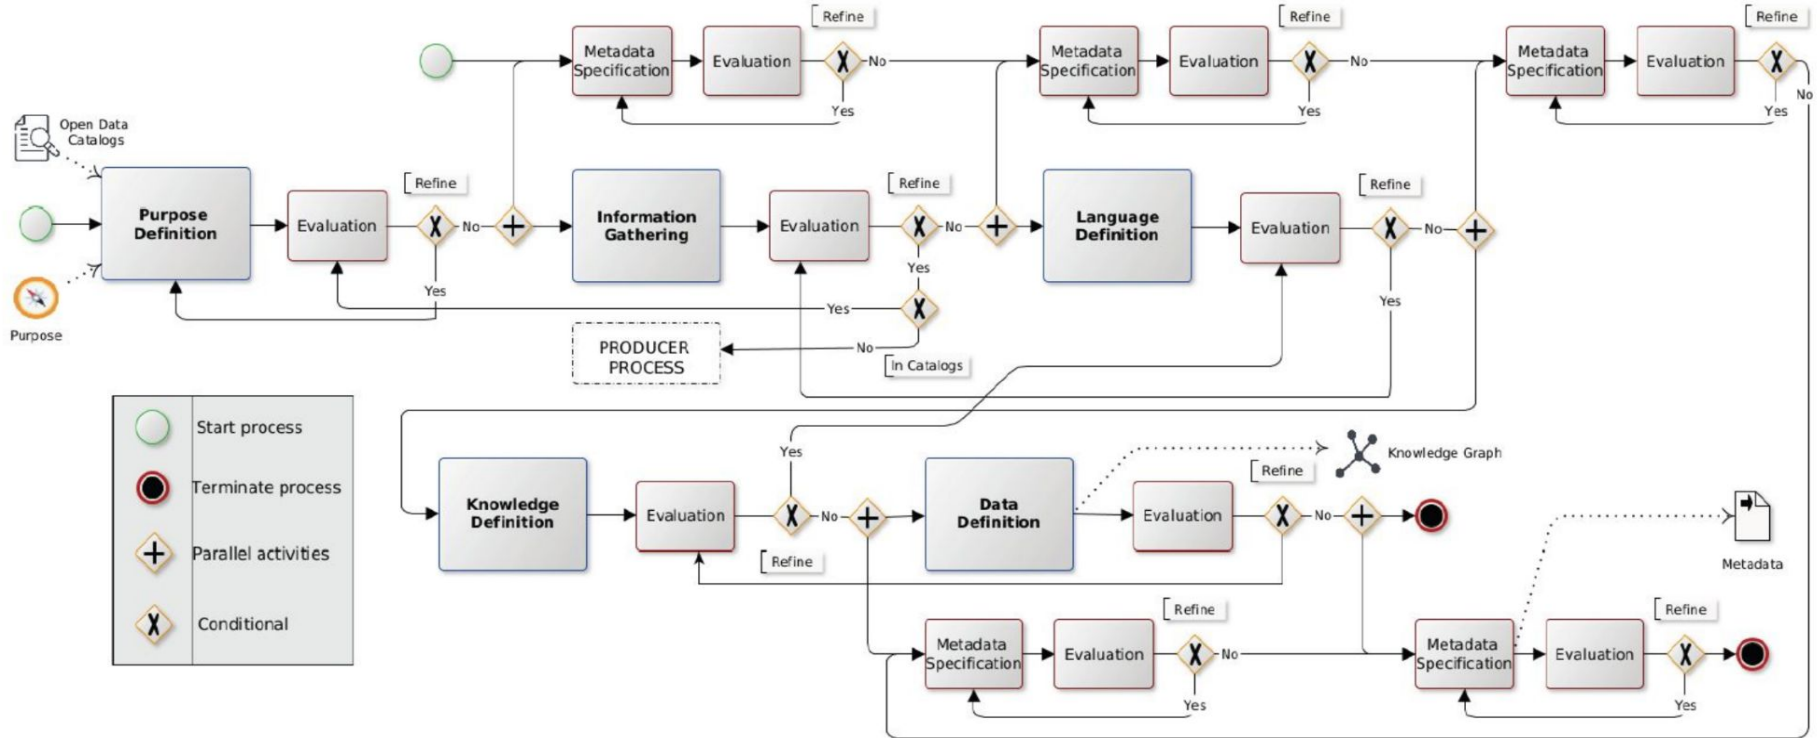 Refine
Refine
Refine
Metadata
Specification
Evaluation
No
Metadata
Specification
Evaluation
No
Metadata
Specification
Evaluation
No
Yes
Yes
Yes
Open Data
Catalogs
Refine
Refine
Refine
Purpose
Definition
Evaluation
No
Information
Gathering
Evaluation
No
Language
Definition
Evaluation
No
Yes
Yes
Yes
Yes
Purpose
PRODUCER
PROCESS
No
In Catalogs
Start process
Terminate process
Parallel activities
Conditional
Yes
Knowledge Graph
Refine
Knowledge
Definition
Evaluation
No
Data
Definition
Evaluation
No
Refine
Metadata
Refine
Refine
Metadata
Specification
Evaluation
No
Metadata
Specification
Evaluation
Yes
Yes